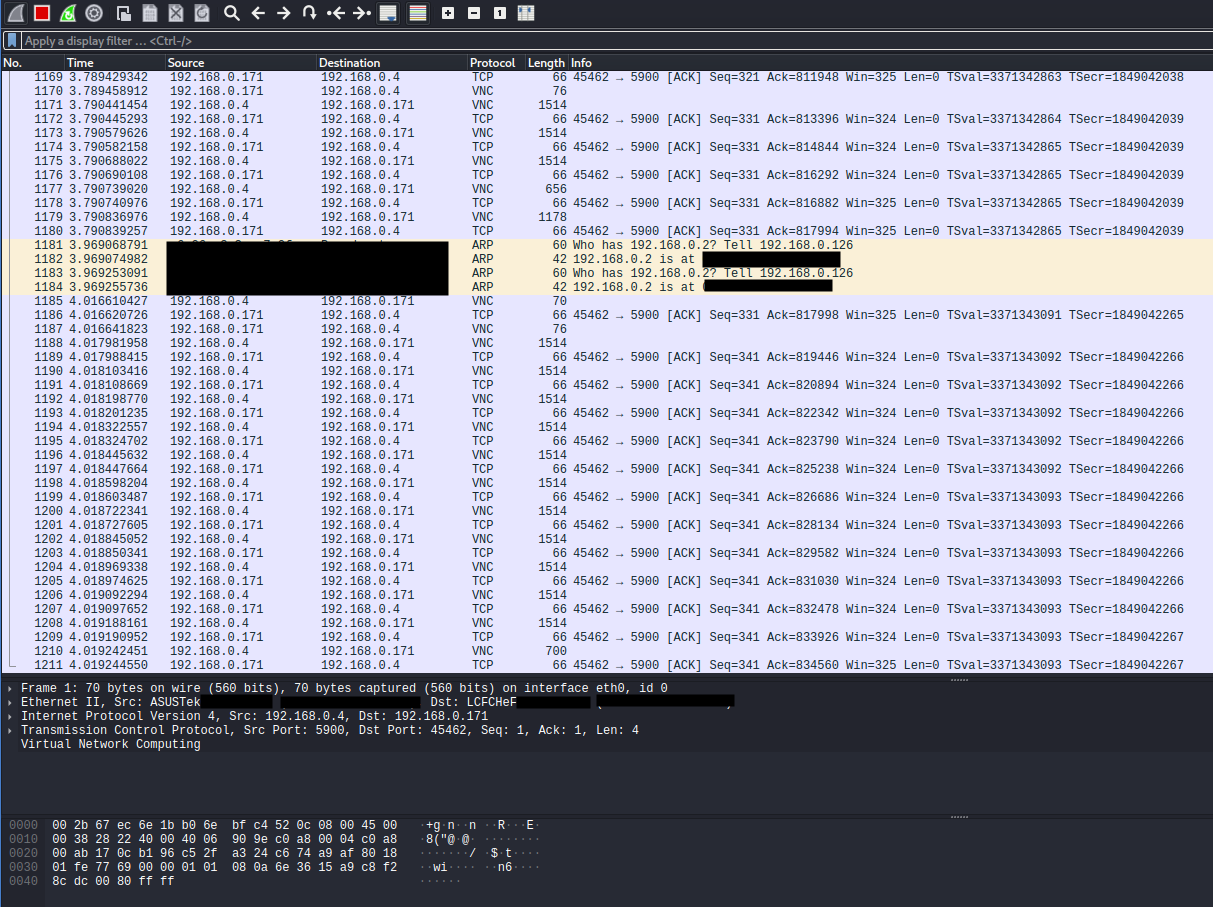 Apply a display filter ... <Ctrl-/>
No. Time Source Destination Protocol Length Info
1169 3.789429342 192.168.0.171 192.168.0.4 TCP 66 45462 → 5900 [ACK] Seq=321 Ack=811948 Win=325 Len=0 TSval=3371342863 TSecr=1849042038
1170 3.789458912 192.168.0.171 192.168.0.4 VNC 76
1171 3.790441454 192.168.0.4 192.168.0.171 VNC 1514
1172 3.790445293 192.168.0.171 192.168.0.4 TCP 66 45462 → 5900 [ACK] Seq=331 Ack=813396 Win=324 Len=0 TSval=3371342864 TSecr=1849042039
1173 3.790579626 192.168.0.4 192.168.0.171 VNC 1514
1174 3.790582158 192.168.0.171 192.168.0.4 TCP 66 45462 → 5900 [ACK] Seq=331 Ack=814844 Win=324 Len=0 TSval=3371342865 TSecr=1849042039
1175 3.790688022 192.168.0.4 192.168.0.171 VNC 1514
1176 3.790690108 192.168.0.171 192.168.0.4 TCP 66 45462 → 5900 [ACK] Seq=331 Ack=816292 Win=324 Len=0 TSval=3371342865 TSecr=1849042039
1177 3.790739020 192.168.0.4 192.168.0.171 VNC 656
1178 3.790740976 192.168.0.171 192.168.0.4 TCP 66 45462 → 5900 [ACK] Seq=331 Ack=816882 Win=325 Len=0 TSval=3371342865 TSecr=1849042039
1179 3.790836976 192.168.0.4 192.168.0.171 VNC 1178
1180 3.790839257 192.168.0.171 192.168.0.4 TCP 66 45462 → 5900 [ACK] Seq=331 Ack=817994 Win=325 Len=0 TSval=3371342865 TSecr=1849042039
1181 3.969068791 ARP 60 Who has 192.168.0.2? Tell 192.168.0.126
1182 3.969074982 ARP 42 192.168.0.2 is at
1183 3.969253091 ARP 60 Who has 192.168.0.2? Tell 192.168.0.126
1184 3.969255736 ARP 42 192.168.0.2 is at
1185 4.016610427 192.168.0.4 192.168.0.171 VNC 70
1186 4.016620726 192.168.0.171 192.168.0.4 TCP 66 45462 → 5900 [ACK] Seq=331 Ack=817998 Win=325 Len=0 TSval=3371343091 TSecr=1849042265
1187 4.016641823 192.168.0.171 192.168.0.4 VNC 76
1188 4.017981958 192.168.0.4 192.168.0.171 VNC 1514
1189 4.017988415 192.168.0.171 192.168.0.4 TCP 66 45462 → 5900 [ACK] Seq=341 Ack=819446 Win=324 Len=0 TSval=3371343092 TSecr=1849042266
1190 4.018103416 192.168.0.4 192.168.0.171 VNC 1514
1191 4.018108669 192.168.0.171 192.168.0.4 TCP 66 45462 → 5900 [ACK] Seq=341 Ack=820894 Win=324 Len=0 TSval=3371343092 TSecr=1849042266
1192 4.018198770 192.168.0.4 192.168.0.171 VNC 1514
1193 4.018201235 192.168.0.171 192.168.0.4 TCP 66 45462 → 5900 [ACK] Seq=341 Ack=822342 Win=324 Len=0 TSval=3371343092 TSecr=1849042266
1194 4.018322557 192.168.0.4 192.168.0.171 VNC 1514
1195 4.018324702 192.168.0.171 192.168.0.4 TCP 66 45462 → 5900 [ACK] Seq=341 Ack=823790 Win=324 Len=0 TSval=3371343092 TSecr=1849042266
1196 4.018445632 192.168.0.4 192.168.0.171 VNC 1514
1197 4.018447664 192.168.0.171 192.168.0.4 TCP 66 45462 → 5900 [ACK] Seq=341 Ack=825238 Win=324 Len=0 TSval=3371343092 TSecr=1849042266
1198 4.018598204 192.168.0.4 192.168.0.171 VNC 1514
1199 4.018603487 192.168.0.171 192.168.0.4 TCP 66 45462 → 5900 [ACK] Seq=341 Ack=826686 Win=324 Len=0 TSval=3371343093 TSecr=1849042266
1200 4.018722341 192.168.0.4 192.168.0.171 VNC 1514
1201 4.018727605 192.168.0.171 192.168.0.4 TCP 66 45462 → 5900 [ACK] Seq=341 Ack=828134 Win=324 Len=0 TSval=3371343093 TSecr=1849042266
1202 4.018845052 192.168.0.4 192.168.0.171 VNC 1514
1203 4.018850341 192.168.0.171 192.168.0.4 TCP 66 45462 → 5900 [ACK] Seq=341 Ack=829582 Win=324 Len=0 TSval=3371343093 TSecr=1849042266
1204 4.018969338 192.168.0.4 192.168.0.171 VNC 1514
1205 4.018974625 192.168.0.171 192.168.0.4 TCP 66 45462 → 5900 [ACK] Seq=341 Ack=831030 Win=324 Len=0 TSval=3371343093 TSecr=1849042266
1206 4.019092294 192.168.0.4 192.168.0.171 VNC 1514
1207 4.019097652 192.168.0.171 192.168.0.4 TCP 66 45462 → 5900 [ACK] Seq=341 Ack=832478 Win=324 Len=0 TSval=3371343093 TSecr=1849042266
1208 4.019188161 192.168.0.4 192.168.0.171 VNC 1514
1209 4.019190952 192.168.0.171 192.168.0.4 TCP 66 45462 → 5900 [ACK] Seq=341 Ack=833926 Win=324 Len=0 TSval=3371343093 TSecr=1849042267
1210 4.019242451 192.168.0.4 192.168.0.171 VNC 700
1211 4.019244550 192.168.0.171 192.168.0.4 TCP 66 45462 → 5900 [ACK] Seq=341 Ack=834560 Win=325 Len=0 TSval=3371343093 TSecr=1849042267
Frame 1: 70 bytes on wire (560 bits), 70 bytes captured (560 bits) on interface eth0, id 0
Ethernet II, Src: ASUSTek Dst: LCFCHeF
Internet Protocol Version 4, Src: 192.168.0.4, Dst: 192.168.0.171
Transmission Control Protocol, Src Port: 5900, Dst Port: 45462, Seq: 1, Ack: 1, Len: 4
Virtual Network Computing
0000 00 2b 67 ec 6e 1b b0 6e bf c4 52 0c 08 00 45 00 ·+g·n··n ··R···E·
0010 00 38 28 22 40 00 40 06 90 9e c0 a8 00 04 c0 a8 ·8("@·@· ········
0020 00 ab 17 0c b1 96 c5 2f a3 24 c6 74 a9 af 80 18 ·······/ ·$·t····
0030 01 fe 77 69 00 00 01 01 08 0a 6e 36 15 a9 c8 f2 ··wi···· ··n6····
0040 8c dc 00 80 ff ff ······